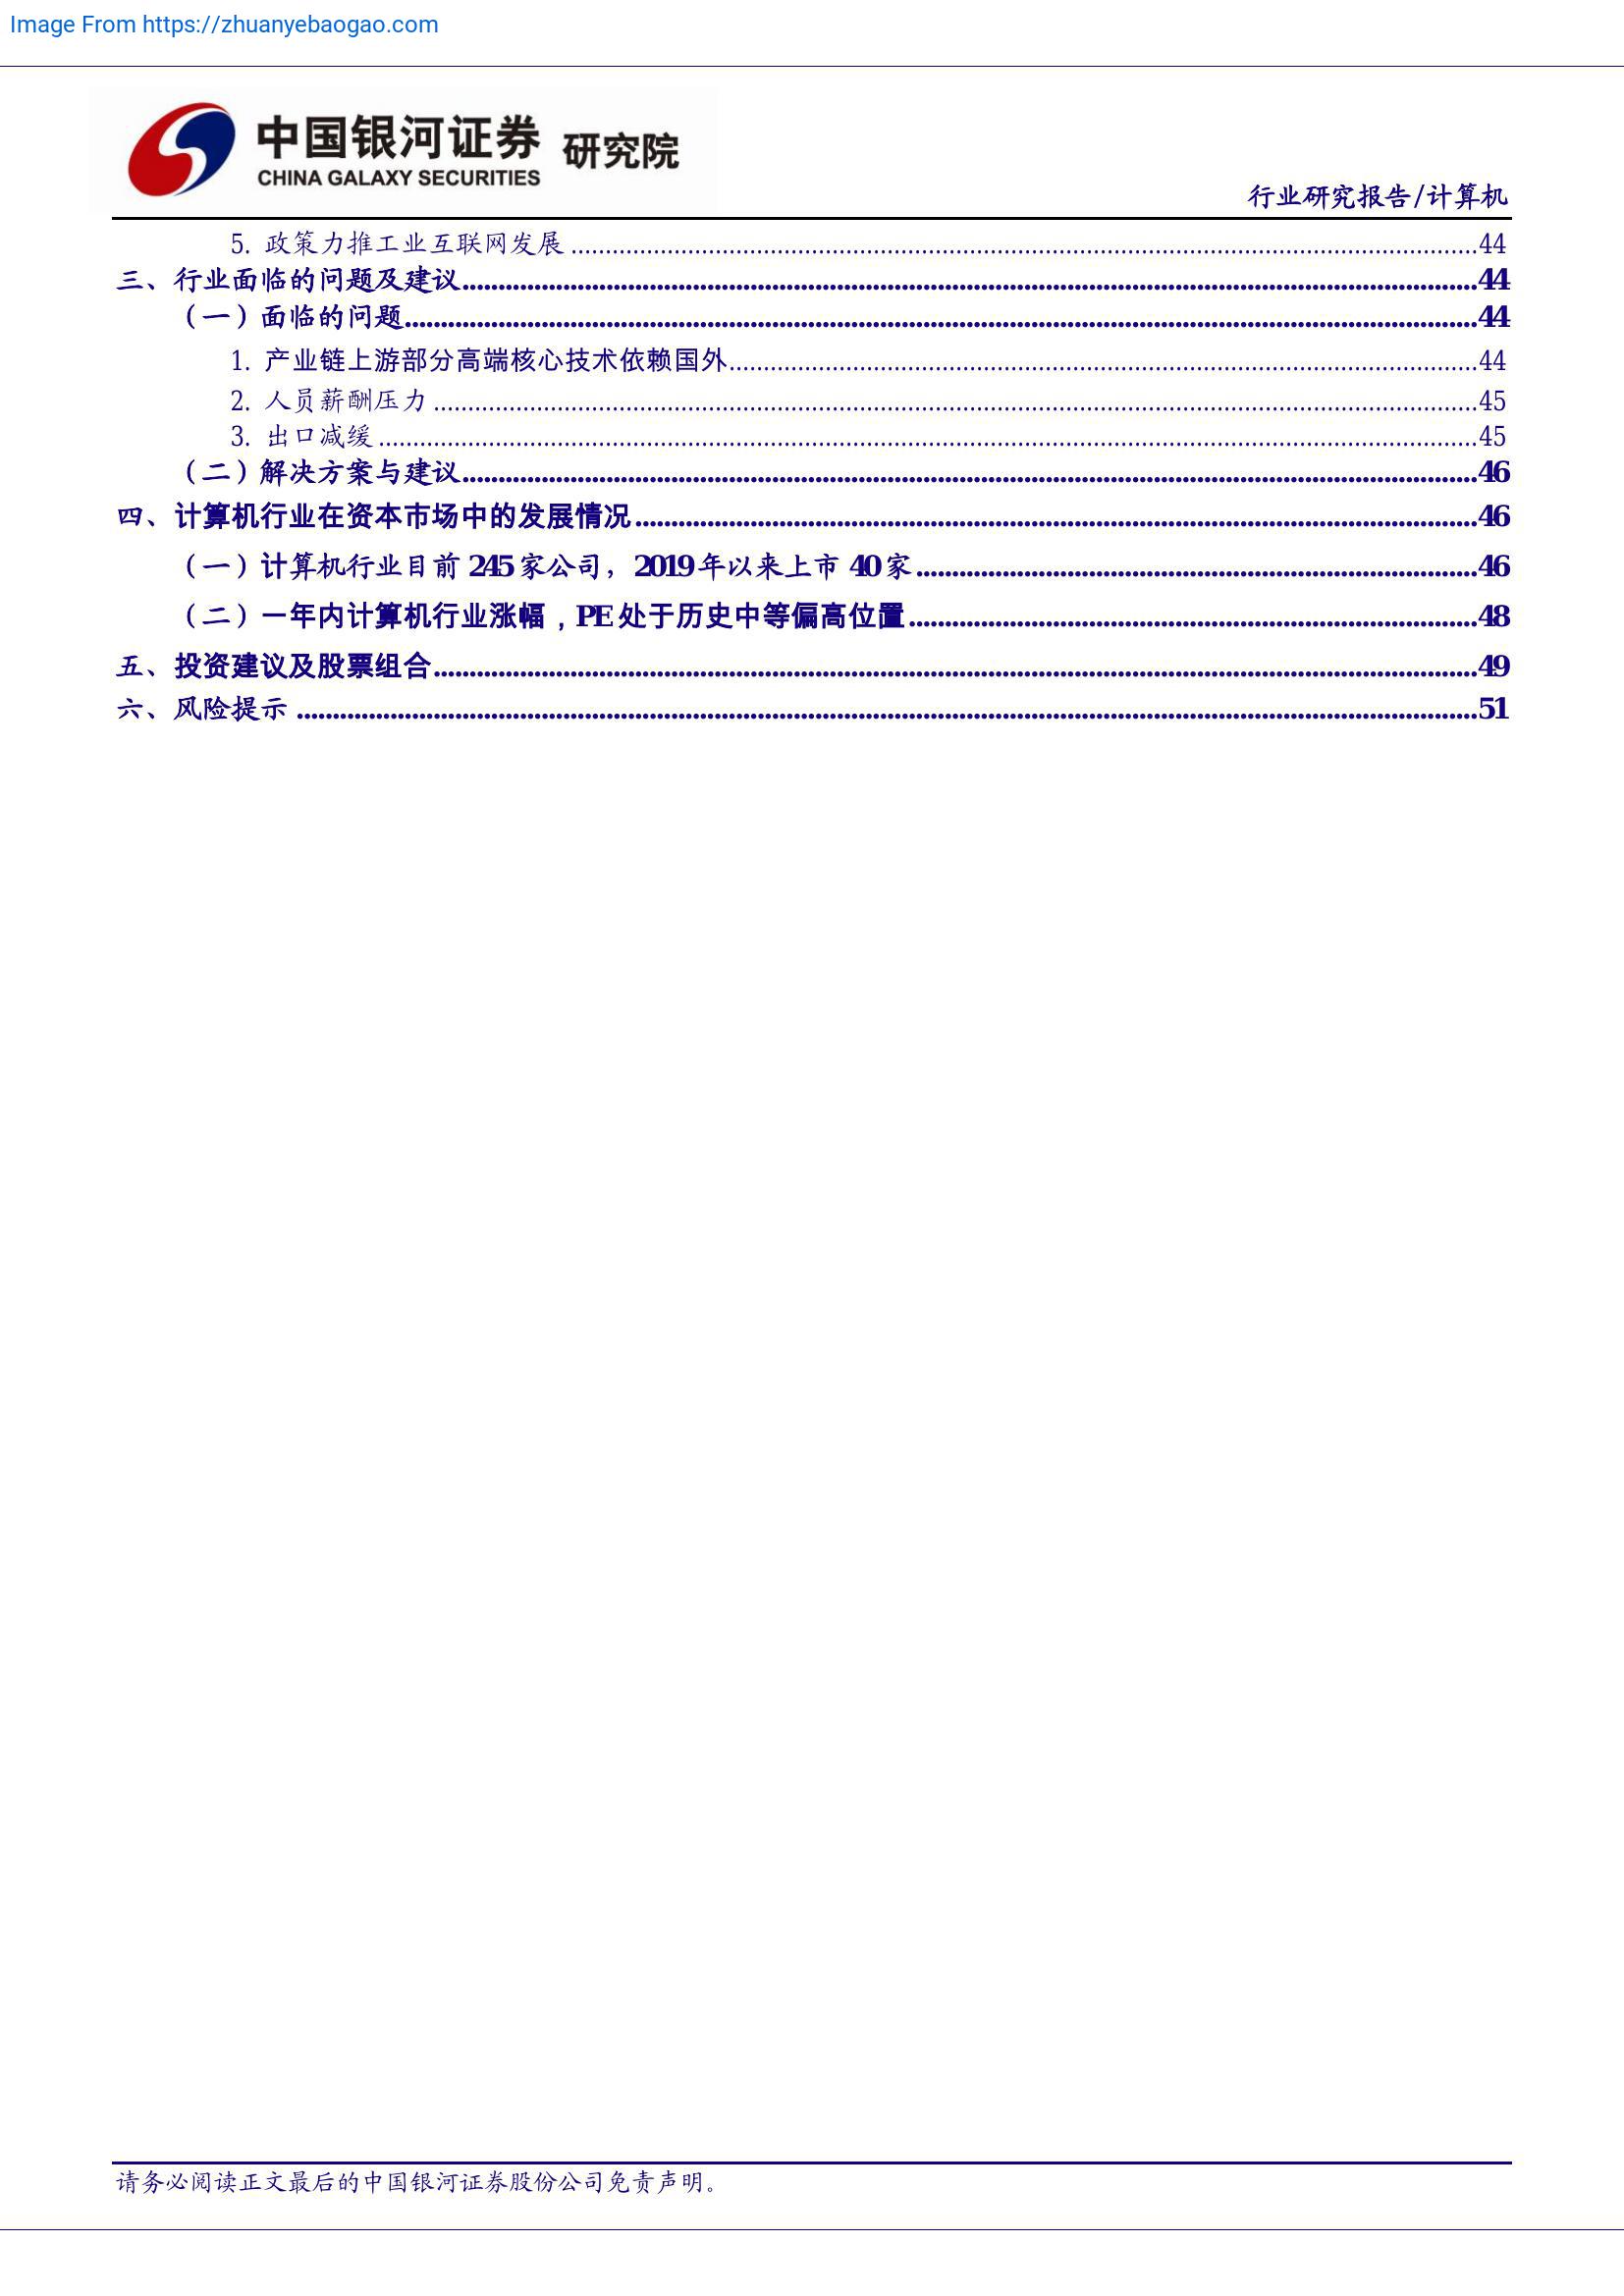 Image From https://zhuanyebaogao.com
中国银河证券 研究院
CHINA GALAXY SECURITIES
行业研究报告/计算机
5. 政策力推工业互联网发展 ........ 44
三、行业面临的问题及建议 ........ 44
（一）面临的问题 ........ 44
1. 产业链上游部分高端核心技术依赖国外 ........ 44
2. 人员薪酬压力 ........ 45
3. 出口减缓 ........ 45
（二）解决方案与建议 ........ 46
四、计算机行业在资本市场中的发展情况 ........ 46
（一）计算机行业目前 245 家公司，2019 年以来上市 40 家 ........ 46
（二）一年内计算机行业涨幅，PE 处于历史中等偏高位置 ........ 48
五、投资建议及股票组合 ........ 49
六、风险提示 ........ 51
请务必阅读正文最后的中国银河证券股份公司免责声明。